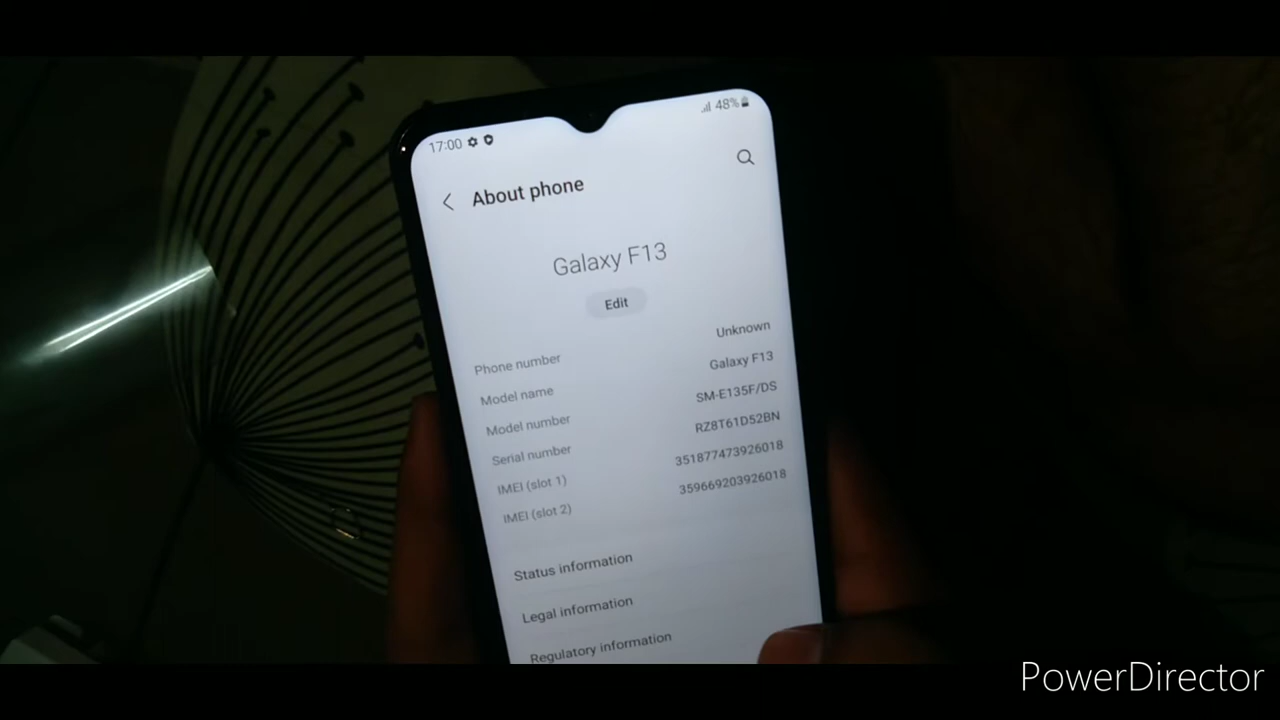 17:00
48%
About phone
Galaxy F13
Edit
Phone number Unknown
Model name Galaxy F13
Model number SM-E135F/DS
Serial number RZ8T61D52BN
IMEI (slot 1) 351877473926018
IMEI (slot 2) 359669203926018
Status information
Legal information
Regulatory information
PowerDirector